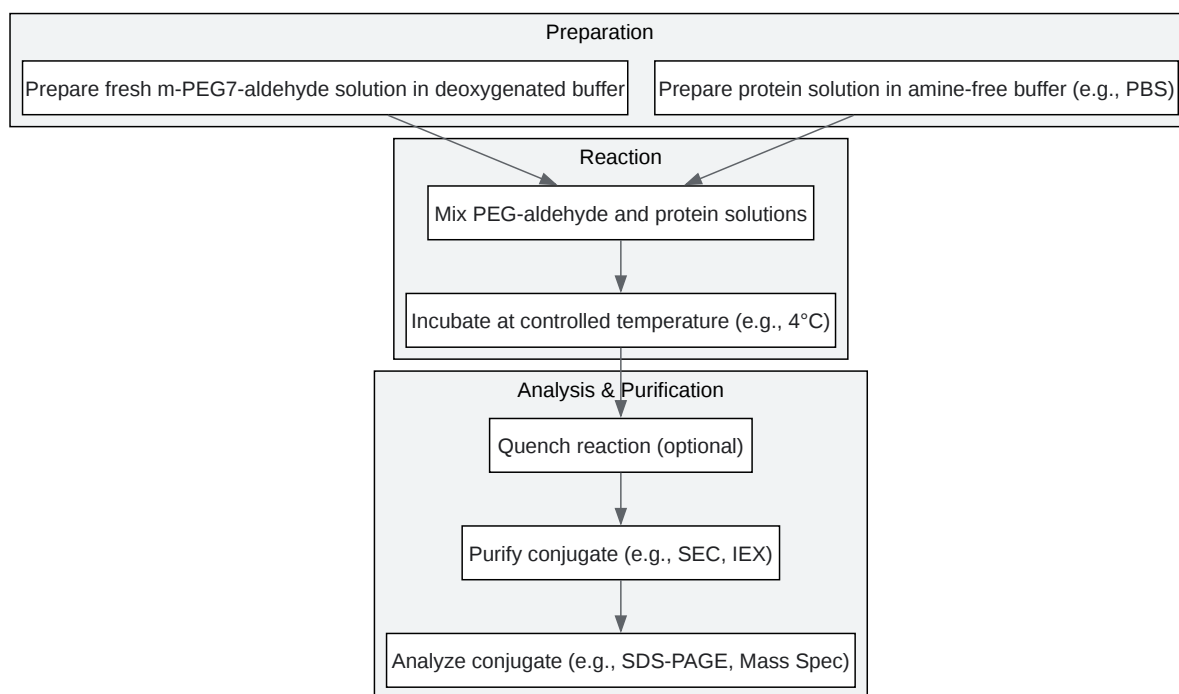 Preparation
Prepare fresh m-PEG7-aldehyde solution in deoxygenated buffer
Prepare protein solution in amine-free buffer (e.g., PBS)
Reaction
Mix PEG-aldehyde and protein solutions
Incubate at controlled temperature (e.g., 4°C)
Analysis & Purification
Quench reaction (optional)
Purify conjugate (e.g., SEC, IEX)
Analyze conjugate (e.g., SDS-PAGE, Mass Spec)